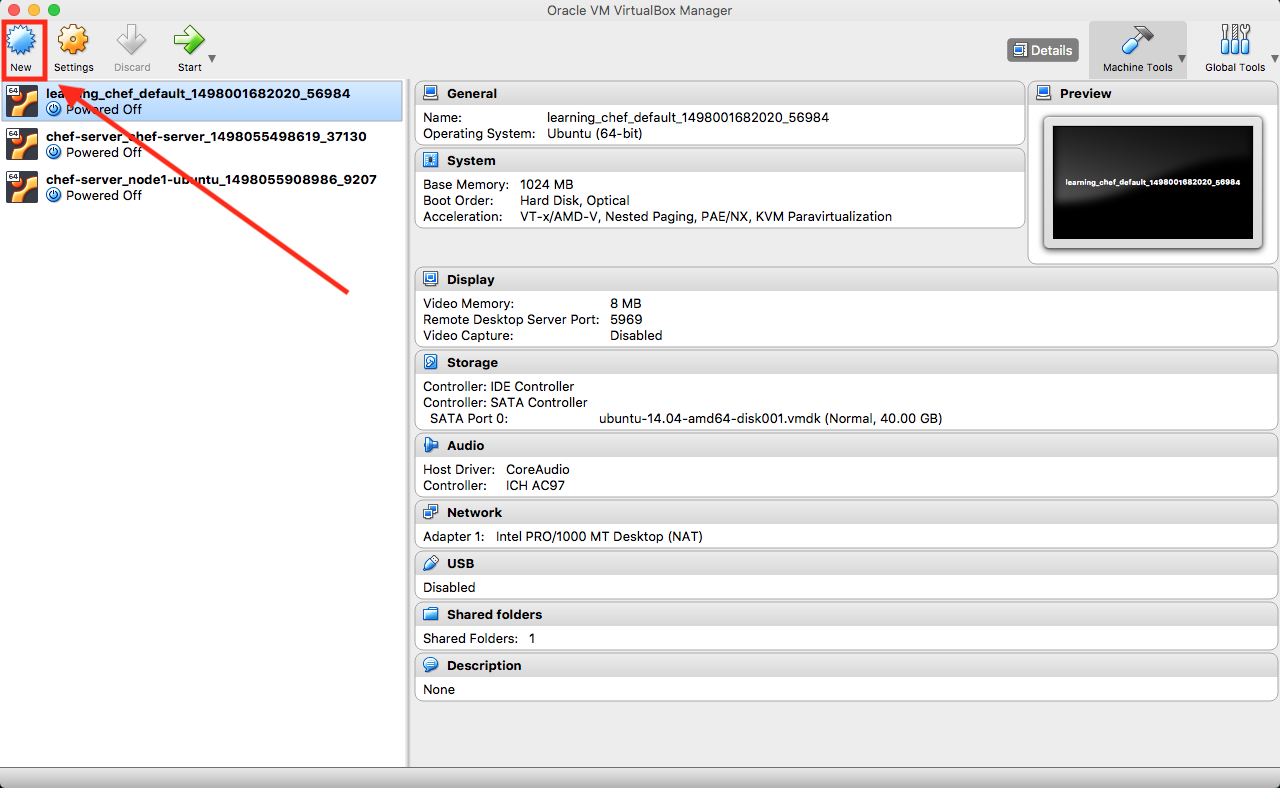 Oracle VM VirtualBox Manager
New Settings Discard Start Details Machine Tools Global Tools
64 learning_chef_default_1498001682020_56984
Powered Off
64 chef-server_chef-server_1498055498619_37130
Powered Off
64 chef-server_node1-ubuntu_1498055908986_9207
Powered Off
General
Name: learning_chef_default_1498001682020_56984
Operating System: Ubuntu (64-bit)
System
Base Memory: 1024 MB
Boot Order: Hard Disk, Optical
Acceleration: VT-x/AMD-V, Nested Paging, PAE/NX, KVM Paravirtualization
Preview
learning_chef_default_1498001682020_56984
Display
Video Memory: 8 MB
Remote Desktop Server Port: 5969
Video Capture: Disabled
Storage
Controller: IDE Controller
Controller: SATA Controller
SATA Port 0: ubuntu-14.04-amd64-disk001.vmdk (Normal, 40.00 GB)
Audio
Host Driver: CoreAudio
Controller: ICH AC97
Network
Adapter 1: Intel PRO/1000 MT Desktop (NAT)
USB
Disabled
Shared folders
Shared Folders: 1
Description
None